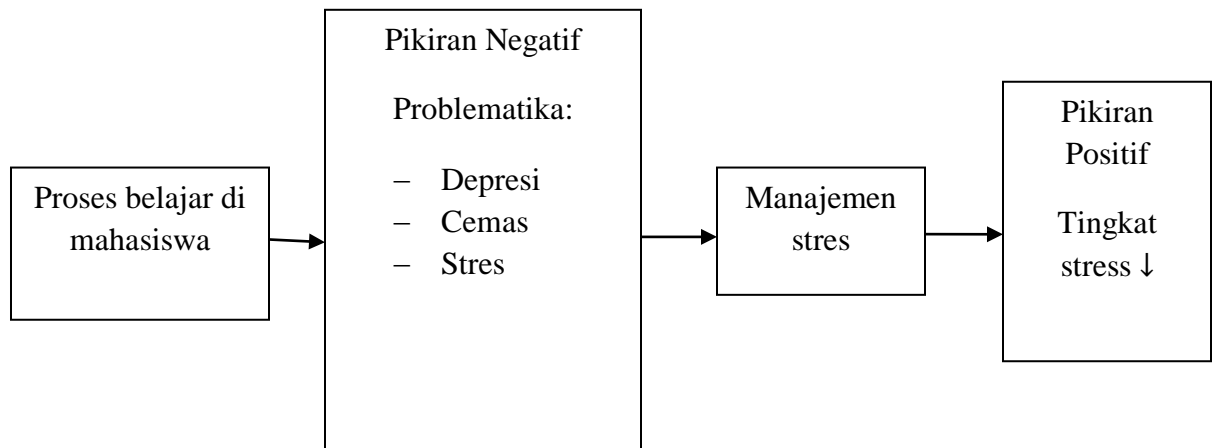 Proses belajar di
mahasiswa
Pikiran Negatif
Problematika:
– Depresi
– Cemas
– Stres
Manajemen
stres
Pikiran
Positif
Tingkat
stress ↓